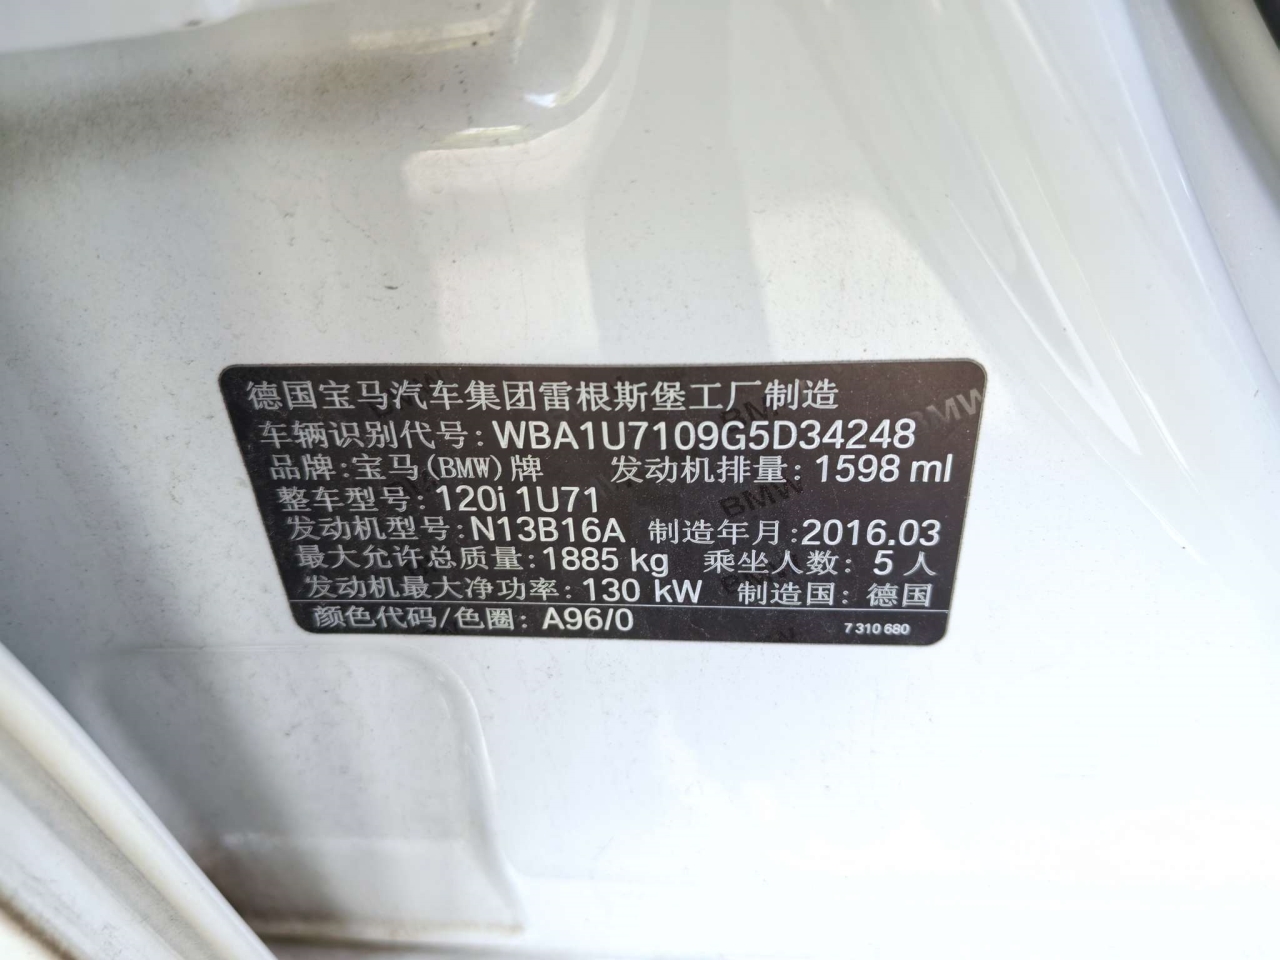 德国宝马汽车集团雷根斯堡工厂制造
车辆识别代号: WBA1U7109G5D34248
品牌: 宝马(BMW)牌 发动机排量: 1598 ml
整车型号: 120i 1U71
发动机型号: N13B16A 制造年月: 2016.03
最大允许总质量: 1885 kg 乘坐人数: 5 人
发动机最大净功率: 130 kW 制造国: 德国
颜色代码/色圈: A96/0 7 310 680